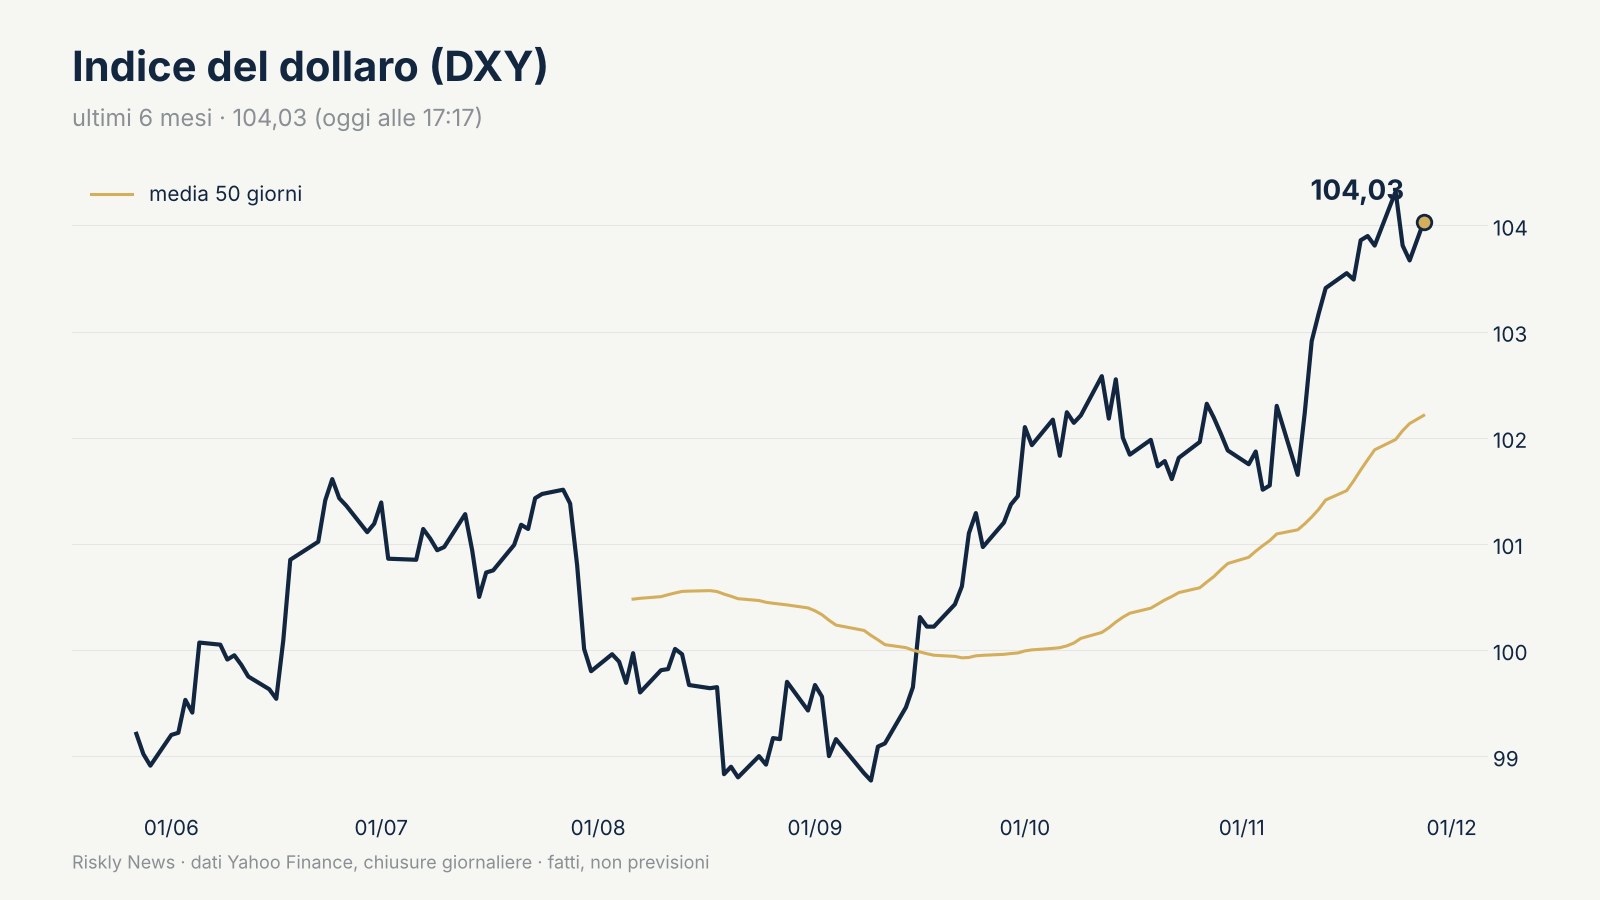 Indice del dollaro (DXY)
ultimi 6 mesi · 104,03 (oggi alle 17:17)
media 50 giorni
104,03
104
103
102
101
100
99
01/06 01/07 01/08 01/09 01/10 01/11 01/12
Riskly News · dati Yahoo Finance, chiusure giornaliere · fatti, non previsioni